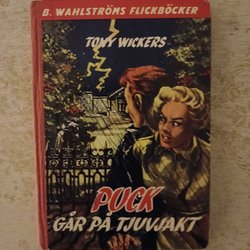 B. WAHLSTRÖMS FLICKBÖCKER
TONY WICKERS
PUCK
GÅR PÅ TJUVJAKT